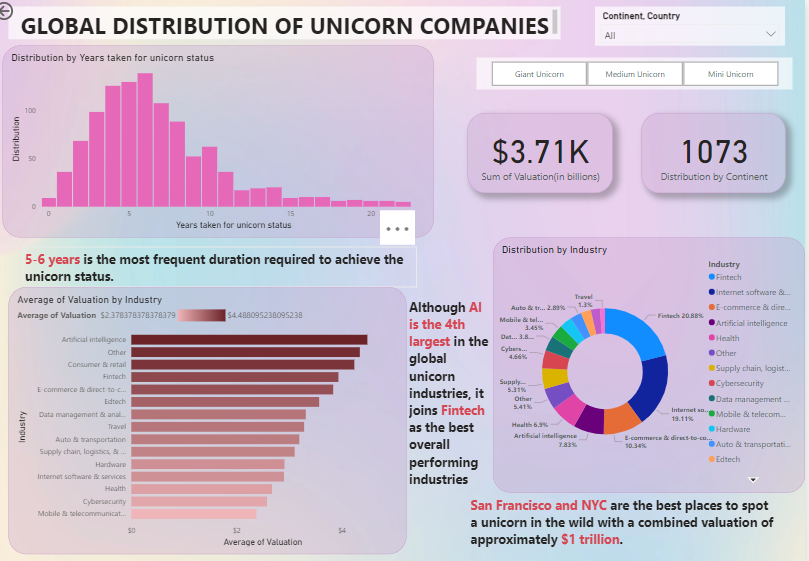 GLOBAL DISTRIBUTION OF UNICORN COMPANIES
Continent, Country
All
Giant Unicorn
Medium Unicorn
Mini Unicorn
Distribution by Years taken for unicorn status
Distribution
100
50
0
0
5
10
15
20
Years taken for unicorn status
$3.71K
Sum of Valuation(in billions)
1073
Distribution by Continent
5-6 years is the most frequent duration required to achieve the
unicorn status.
Average of Valuation by Industry
Average of Valuation $2.378378378378379 $4.488095238095238
Industry
Artificial intelligence
Other
Consumer & retail
Fintech
E-commerce & direct-to-c...
Edtech
Data management & anal...
Travel
Auto & transportation
Supply chain, logistics, & ...
Hardware
Internet software & services
Health
Cybersecurity
Mobile & telecommunicat...
$0
$2
$4
Average of Valuation
Although AI
is the 4th
largest in the
global
unicorn
industries, it
joins Fintech
as the best
overall
performing
industries
Distribution by Industry
Travel
1.3%
Auto & tr... 2.89%
Mobile & tel...
3.45%
Dat... 3.8...
Cybers...
4.66%
Supply...
5.31%
Other
5.41%
Health 6.9%
Artificial intelligence
7.83%
Fintech 20.88%
Internet so...
19.11%
E-commerce & direct-to-co...
10.34%
Industry
Fintech
Internet software &...
E-commerce & dire...
Artificial intelligence
Health
Other
Supply chain, logist...
Cybersecurity
Data management ...
Mobile & telecom...
Hardware
Auto & transportati...
Edtech
San Francisco and NYC are the best places to spot
a unicorn in the wild with a combined valuation of
approximately $1 trillion.